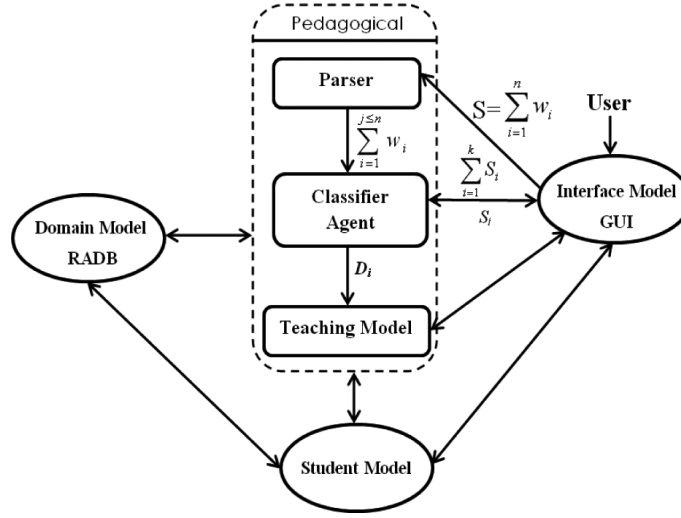 Pedagogical
Parser
S=∑_{i=1}^{n} w_i
User
∑_{i=1}^{j≤n} w_i
∑_{i=1}^{k} S_i
Classifier
Agent
S_i
Interface Model
GUI
Domain Model
RADB
D_i
Teaching Model
Student Model